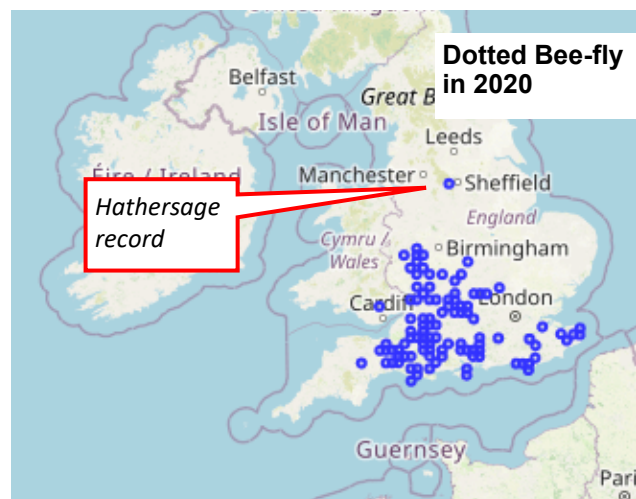 Dotted Bee-fly
in 2020
Belfast
Great B
Isle of Man
Leeds
Éire / Ireland
Manchester
Sheffield
Hathersage
record
England
Cymru /
Wales
Birmingham
Cardiff
London
Guernsey
Pari